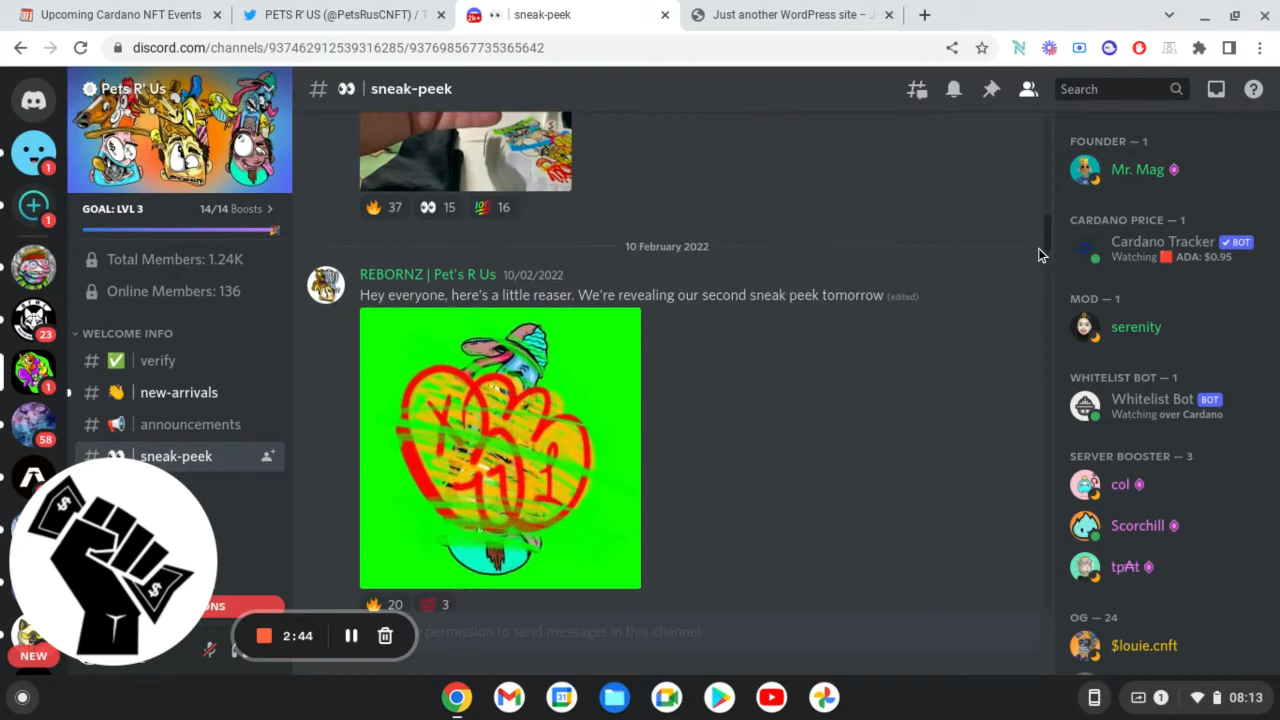 Upcoming Cardano NFT Events
PETS R' US (@PetsRusCNFT) / T
sneak-peek
Just another WordPress site – J
discord.com/channels/937462912539316285/937698567735365642
Pets R' Us
sneak-peek
Search
GOAL: LVL 3
14/14 Boosts
Total Members: 1.24K
Online Members: 136
WELCOME INFO
verify
new-arrivals
announcements
sneak-peek
37
15
16
10 February 2022
REBORNZ | Pet's R Us 10/02/2022
Hey everyone, here's a little reaser. We're revealing our second sneak peek tomorrow (edited)
20
3
permission to send messages in this channel
FOUNDER — 1
Mr. Mag
CARDANO PRICE — 1
Cardano Tracker BOT
Watching ADA: $0.95
MOD — 1
serenity
WHITELIST BOT — 1
Whitelist Bot BOT
Watching over Cardano
SERVER BOOSTER — 3
col
Scorchill
tpAt
OG — 24
$louie.cnft
1
1
23
1
58
NEW
ONS
2:44
1
08:13